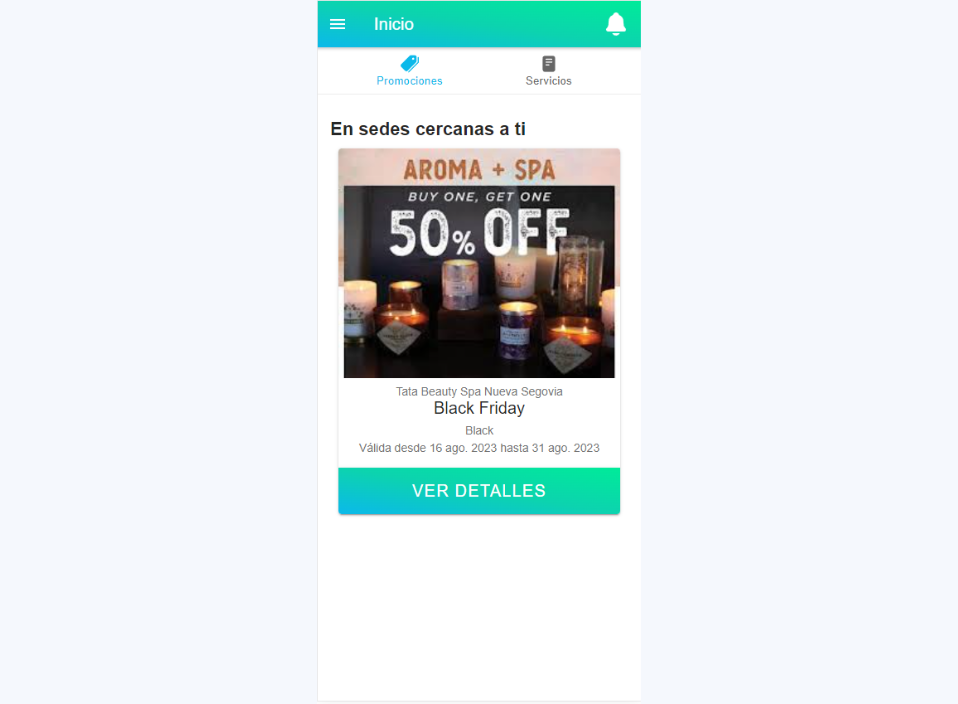 Inicio
Promociones
Servicios
En sedes cercanas a ti
AROMA + SPA
BUY ONE, GET ONE
50% OFF
Tata Beauty Spa Nueva Segovia
Black Friday
Black
Válida desde 16 ago. 2023 hasta 31 ago. 2023
VER DETALLES